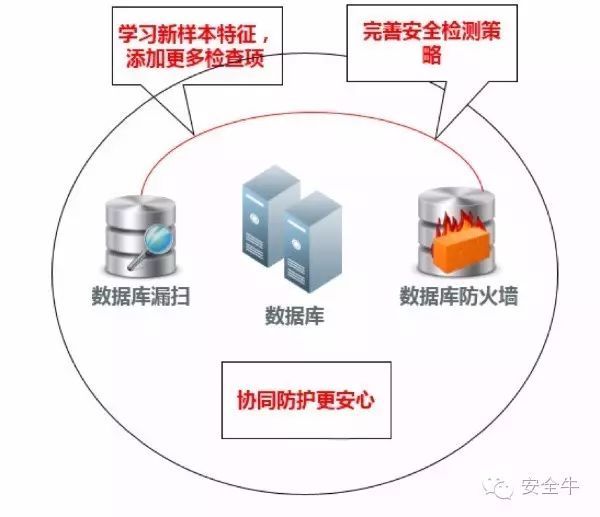 学习新样本特征，
添加更多检查项
完善安全检测策
略
数据库漏扫
数据库
数据库防火墙
协同防护更安心
安全牛